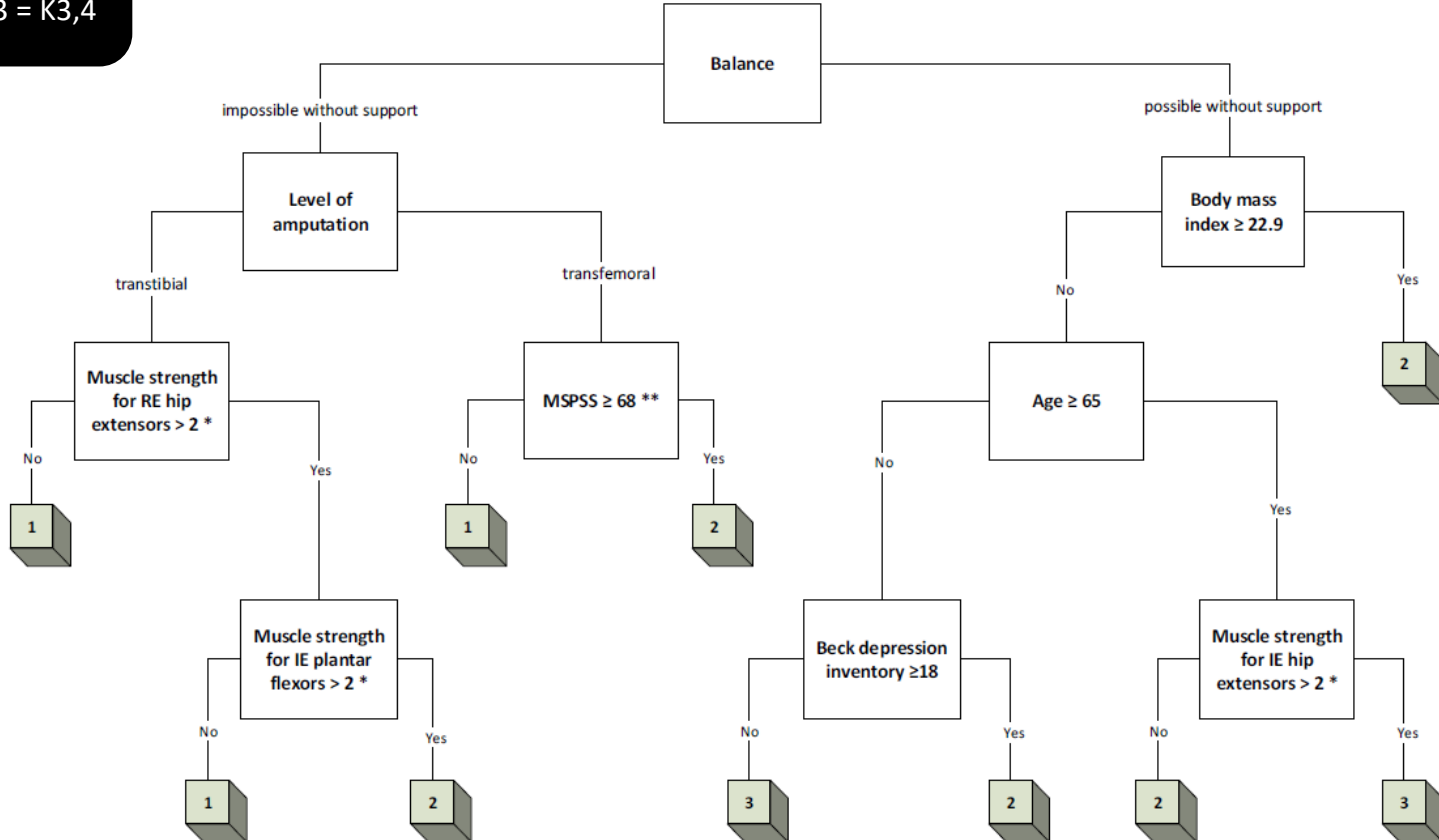 3 = K3,4
Balance
impossible without support
possible without support
Level of
amputation
Body mass
index ≥ 22.9
transtibial
transfemoral
No
Yes
Muscle strength
for RE hip
extensors > 2 *
MSPSS ≥ 68 **
Age ≥ 65
2
No
Yes
No
Yes
No
Yes
1
1
2
Muscle strength
for IE plantar
flexors > 2 *
Beck depression
inventory ≥18
Muscle strength
for IE hip
extensors > 2 *
No
Yes
No
Yes
No
Yes
1
2
3
2
2
3